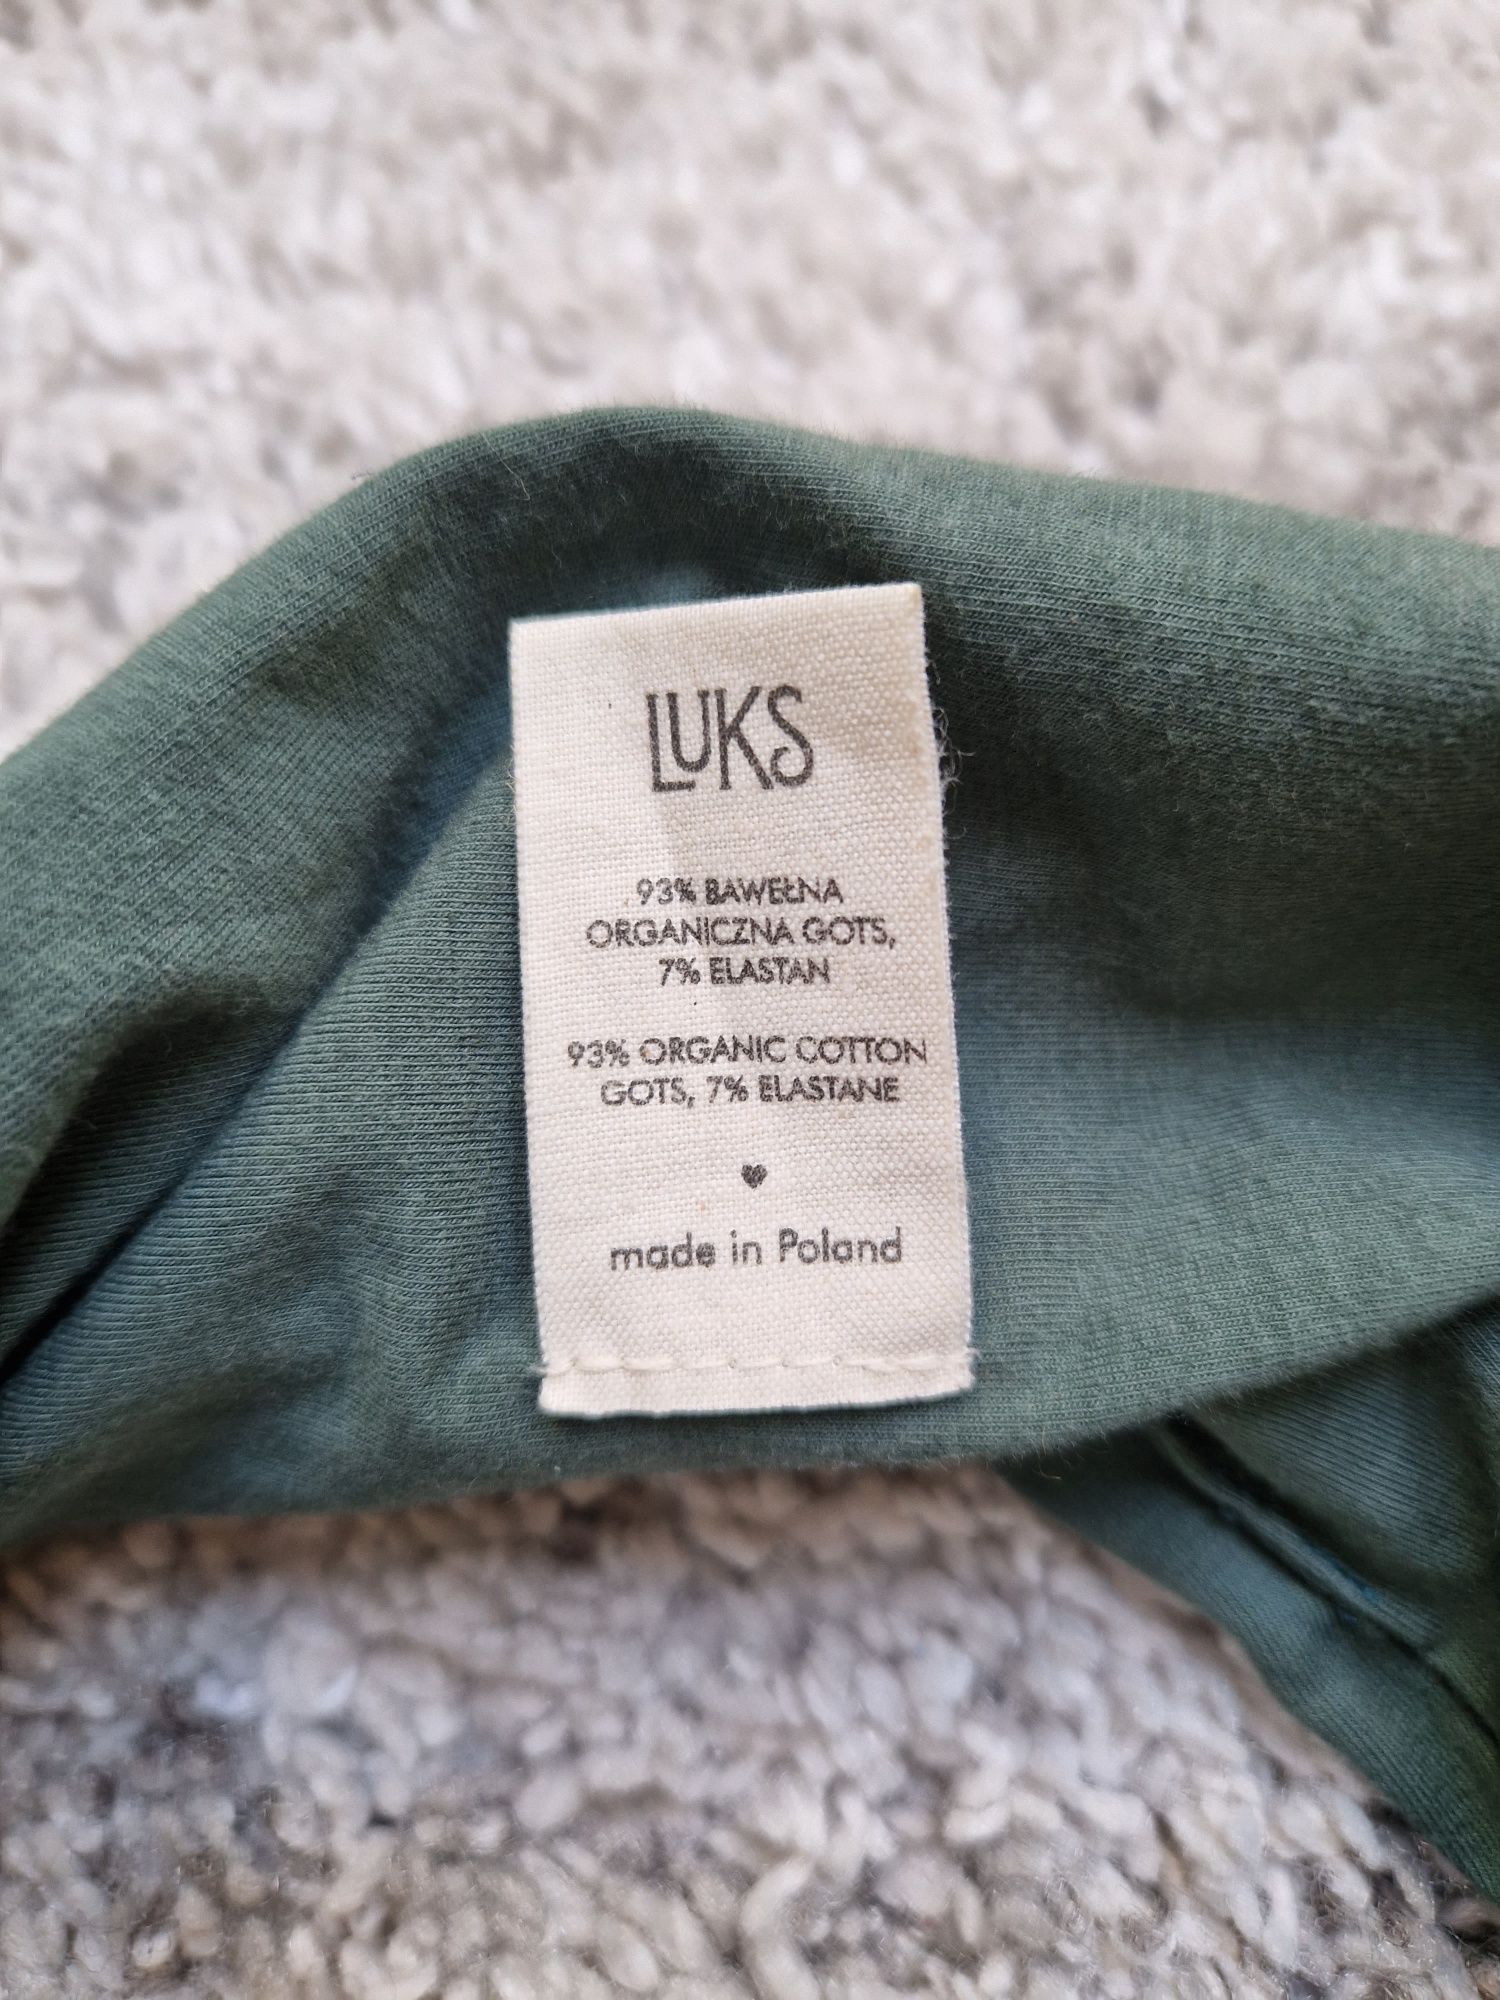 LUKS
93% BAWEŁNA
ORGANICZNA GOTS,
7% ELASTAN
93% ORGANIC COTTON
GOTS, 7% ELASTANE
made in Poland